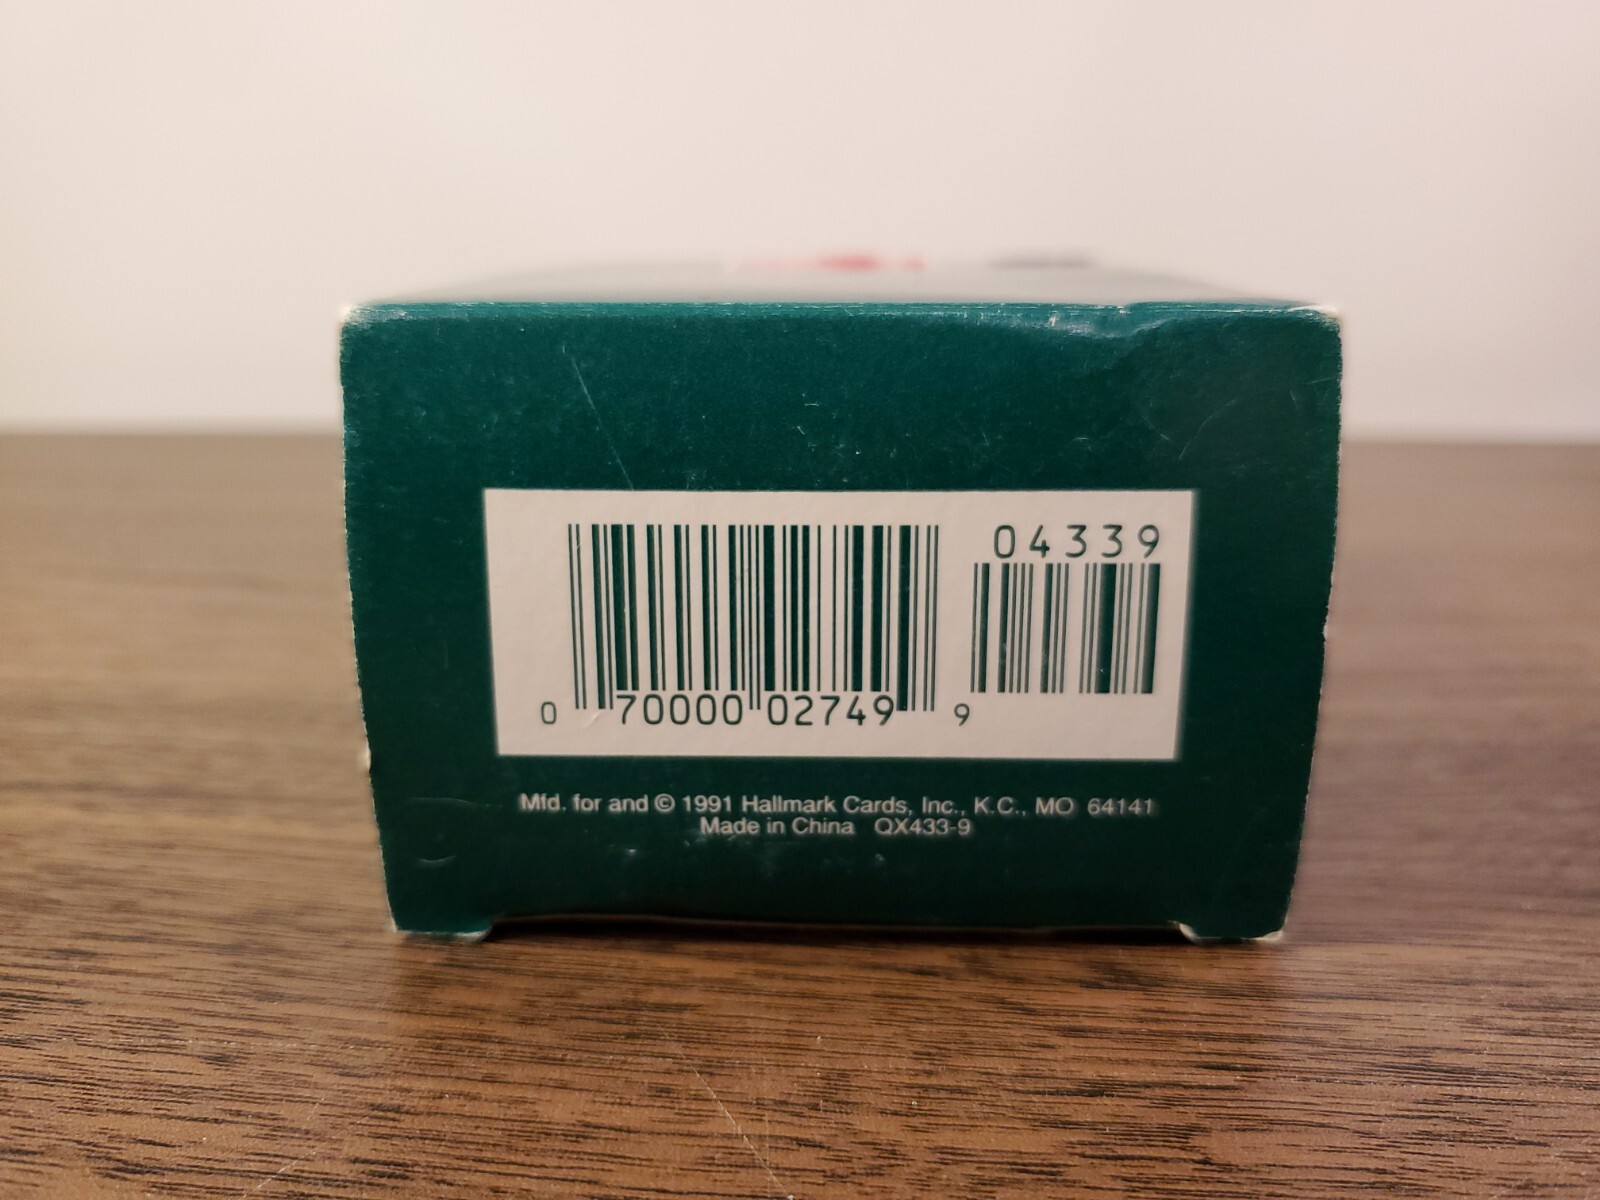 04339
0 70000 02749 9
Mfd. for and © 1991 Hallmark Cards, Inc., K.C., MO 64141
Made in China QX433-9